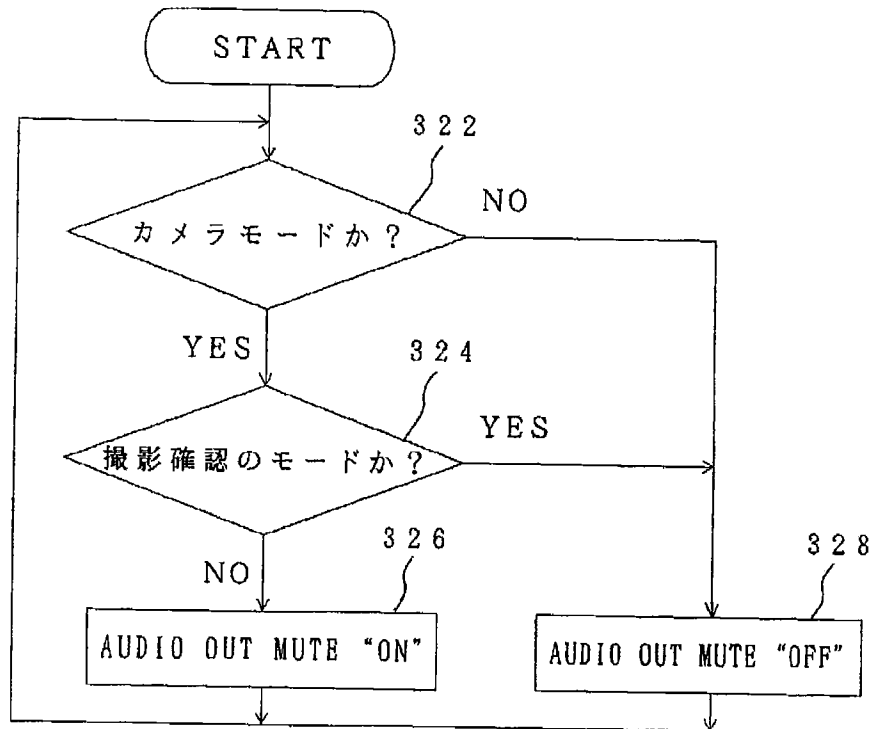 START
322
カメラモードか?
NO
YES
324
撮影確認のモードか?
YES
NO
326
AUDIO OUT MUTE “ON”
328
AUDIO OUT MUTE “OFF”